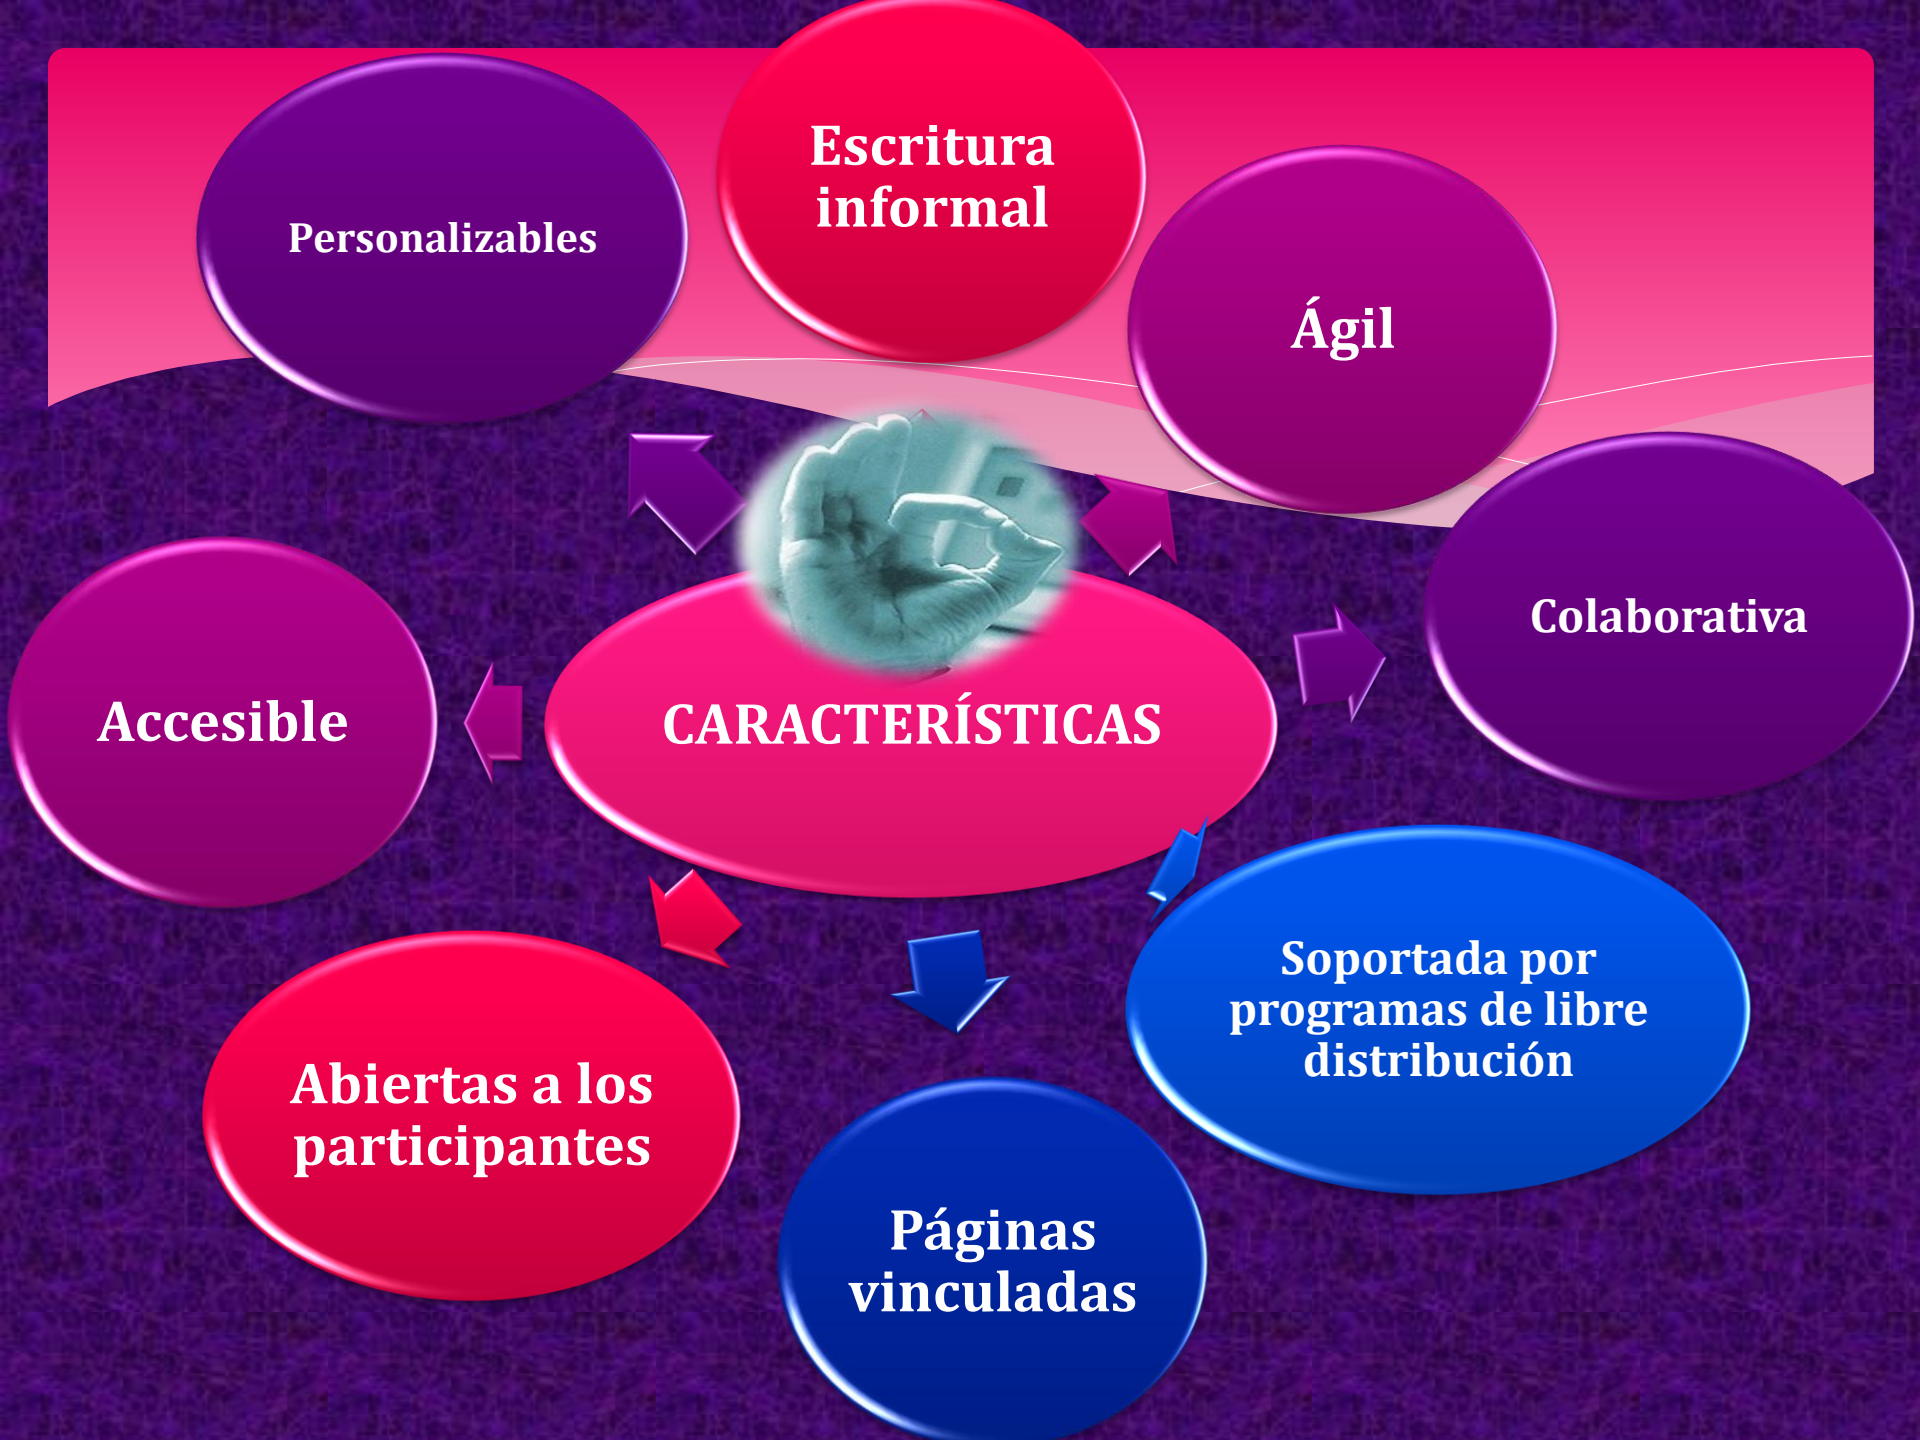 Escritura
informal
Personalizables
Ágil
Colaborativa
Accesible
CARACTERÍSTICAS
Soportada por
programas de libre
distribución
Abiertas a los
participantes
Páginas
vinculadas